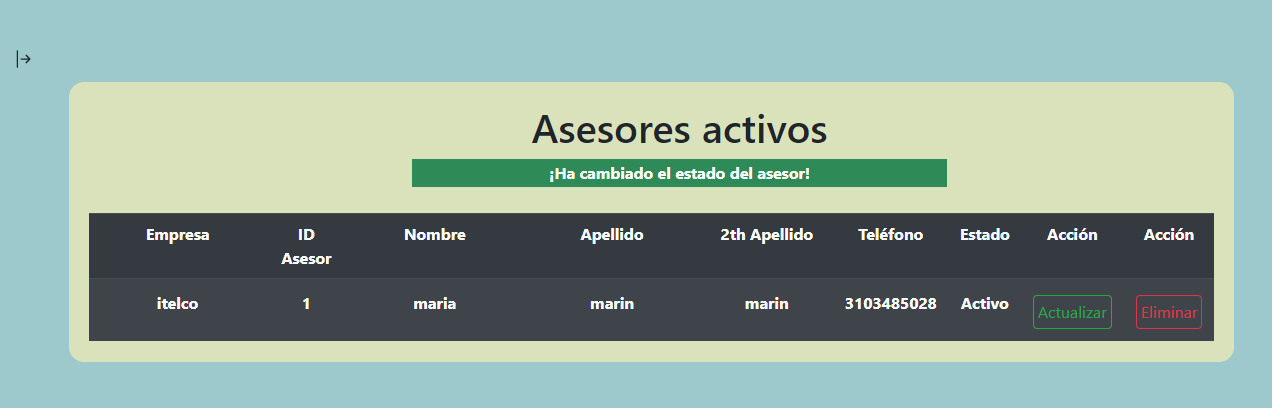 Asesores activos
¡Ha cambiado el estado del asesor!
Empresa ID Asesor Nombre Apellido 2th Apellido Teléfono Estado Acción Acción
itelco 1 maria marin marin 3103485028 Activo Actualizar Eliminar